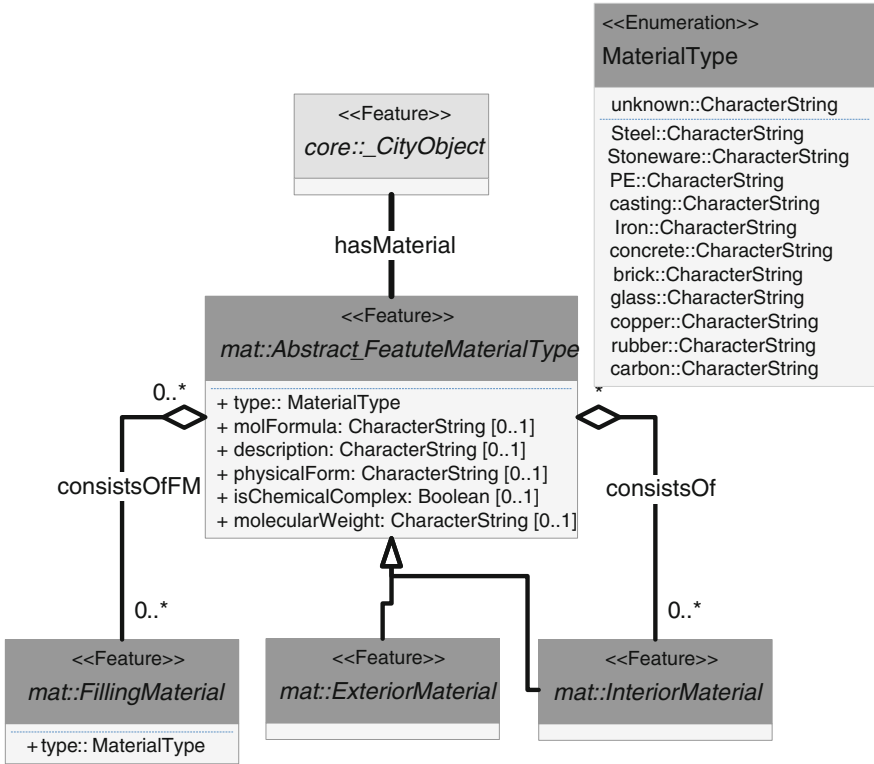 <<Enumeration>>
MaterialType
unknown::CharacterString
Steel::CharacterString
Stoneware::CharacterString
PE::CharacterString
casting::CharacterString
Iron::CharacterString
concrete::CharacterString
brick::CharacterString
glass::CharacterString
copper::CharacterString
rubber::CharacterString
carbon::CharacterString
<<Feature>>
core::_CityObject
hasMaterial
<<Feature>>
mat::Abstract_FeatuteMaterialType
+ type:: MaterialType
+ molFormula: CharacterString [0..1]
+ description: CharacterString [0..1]
+ physicalForm: CharacterString [0..1]
+ isChemicalComplex: Boolean [0..1]
+ molecularWeight: CharacterString [0..1]
0..*
*
consistsOfFM
consistsOf
0..*
0..*
<<Feature>>
mat::FillingMaterial
+ type:: MaterialType
<<Feature>>
mat::ExteriorMaterial
<<Feature>>
mat::InteriorMaterial